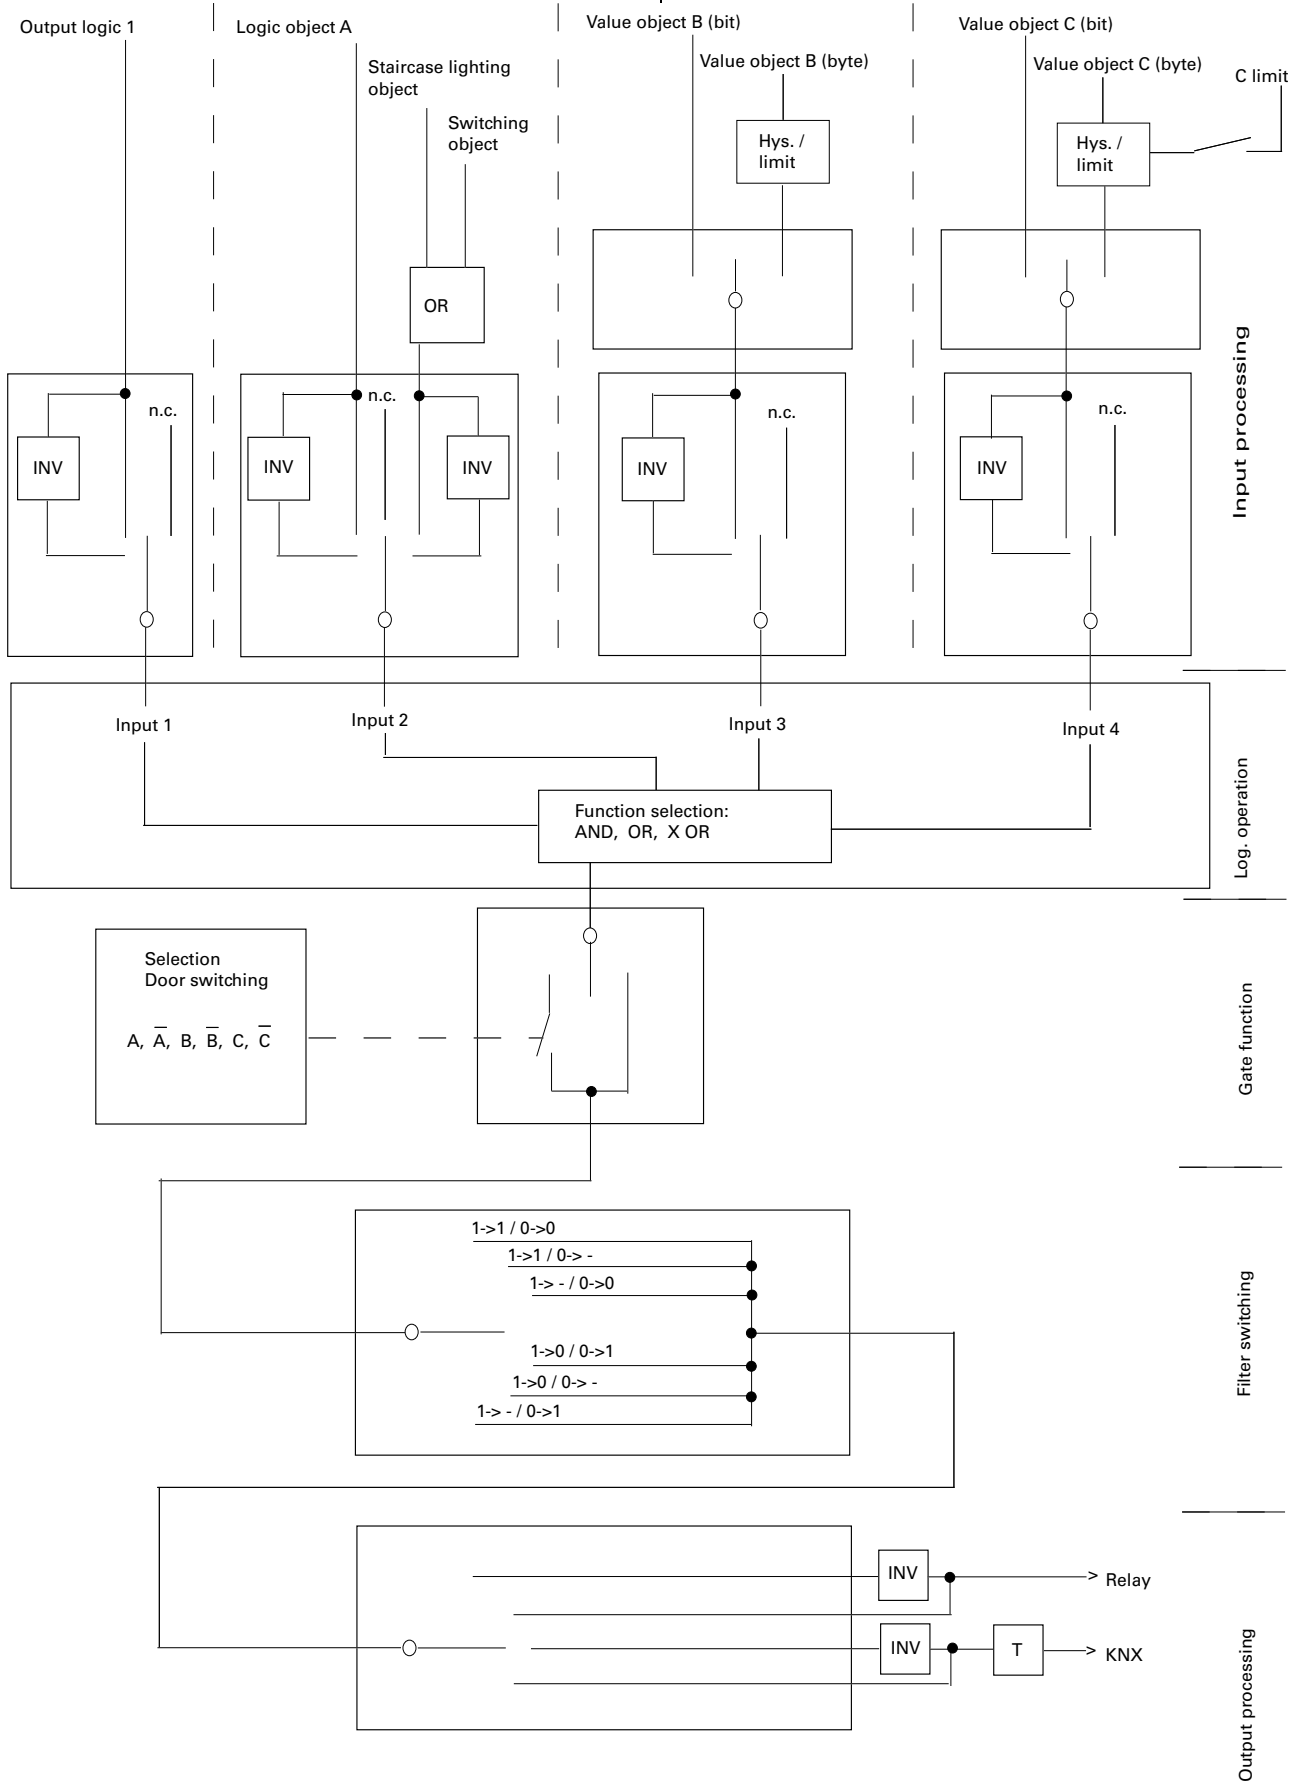 Output logic 1
Logic object A
Value object B (bit)
Value object C (bit)
Staircase lighting
object
Value object B (byte)
Value object C (byte)
C limit
Switching
object
Hys. /
limit
Hys. /
limit
OR
Input processing
n.c.
n.c.
n.c.
n.c.
INV
INV
INV
INV
INV
Input 1
Input 2
Input 3
Input 4
Function selection:
AND, OR, X OR
Log. operation
Selection
Door switching
A, A̅, B, B̅, C, C̅
Gate function
1->1 / 0->0
1->1 / 0-> -
1-> - / 0->0
1->0 / 0->1
1->0 / 0-> -
1-> - / 0->1
Filter switching
INV
> Relay
INV
T
> KNX
Output processing